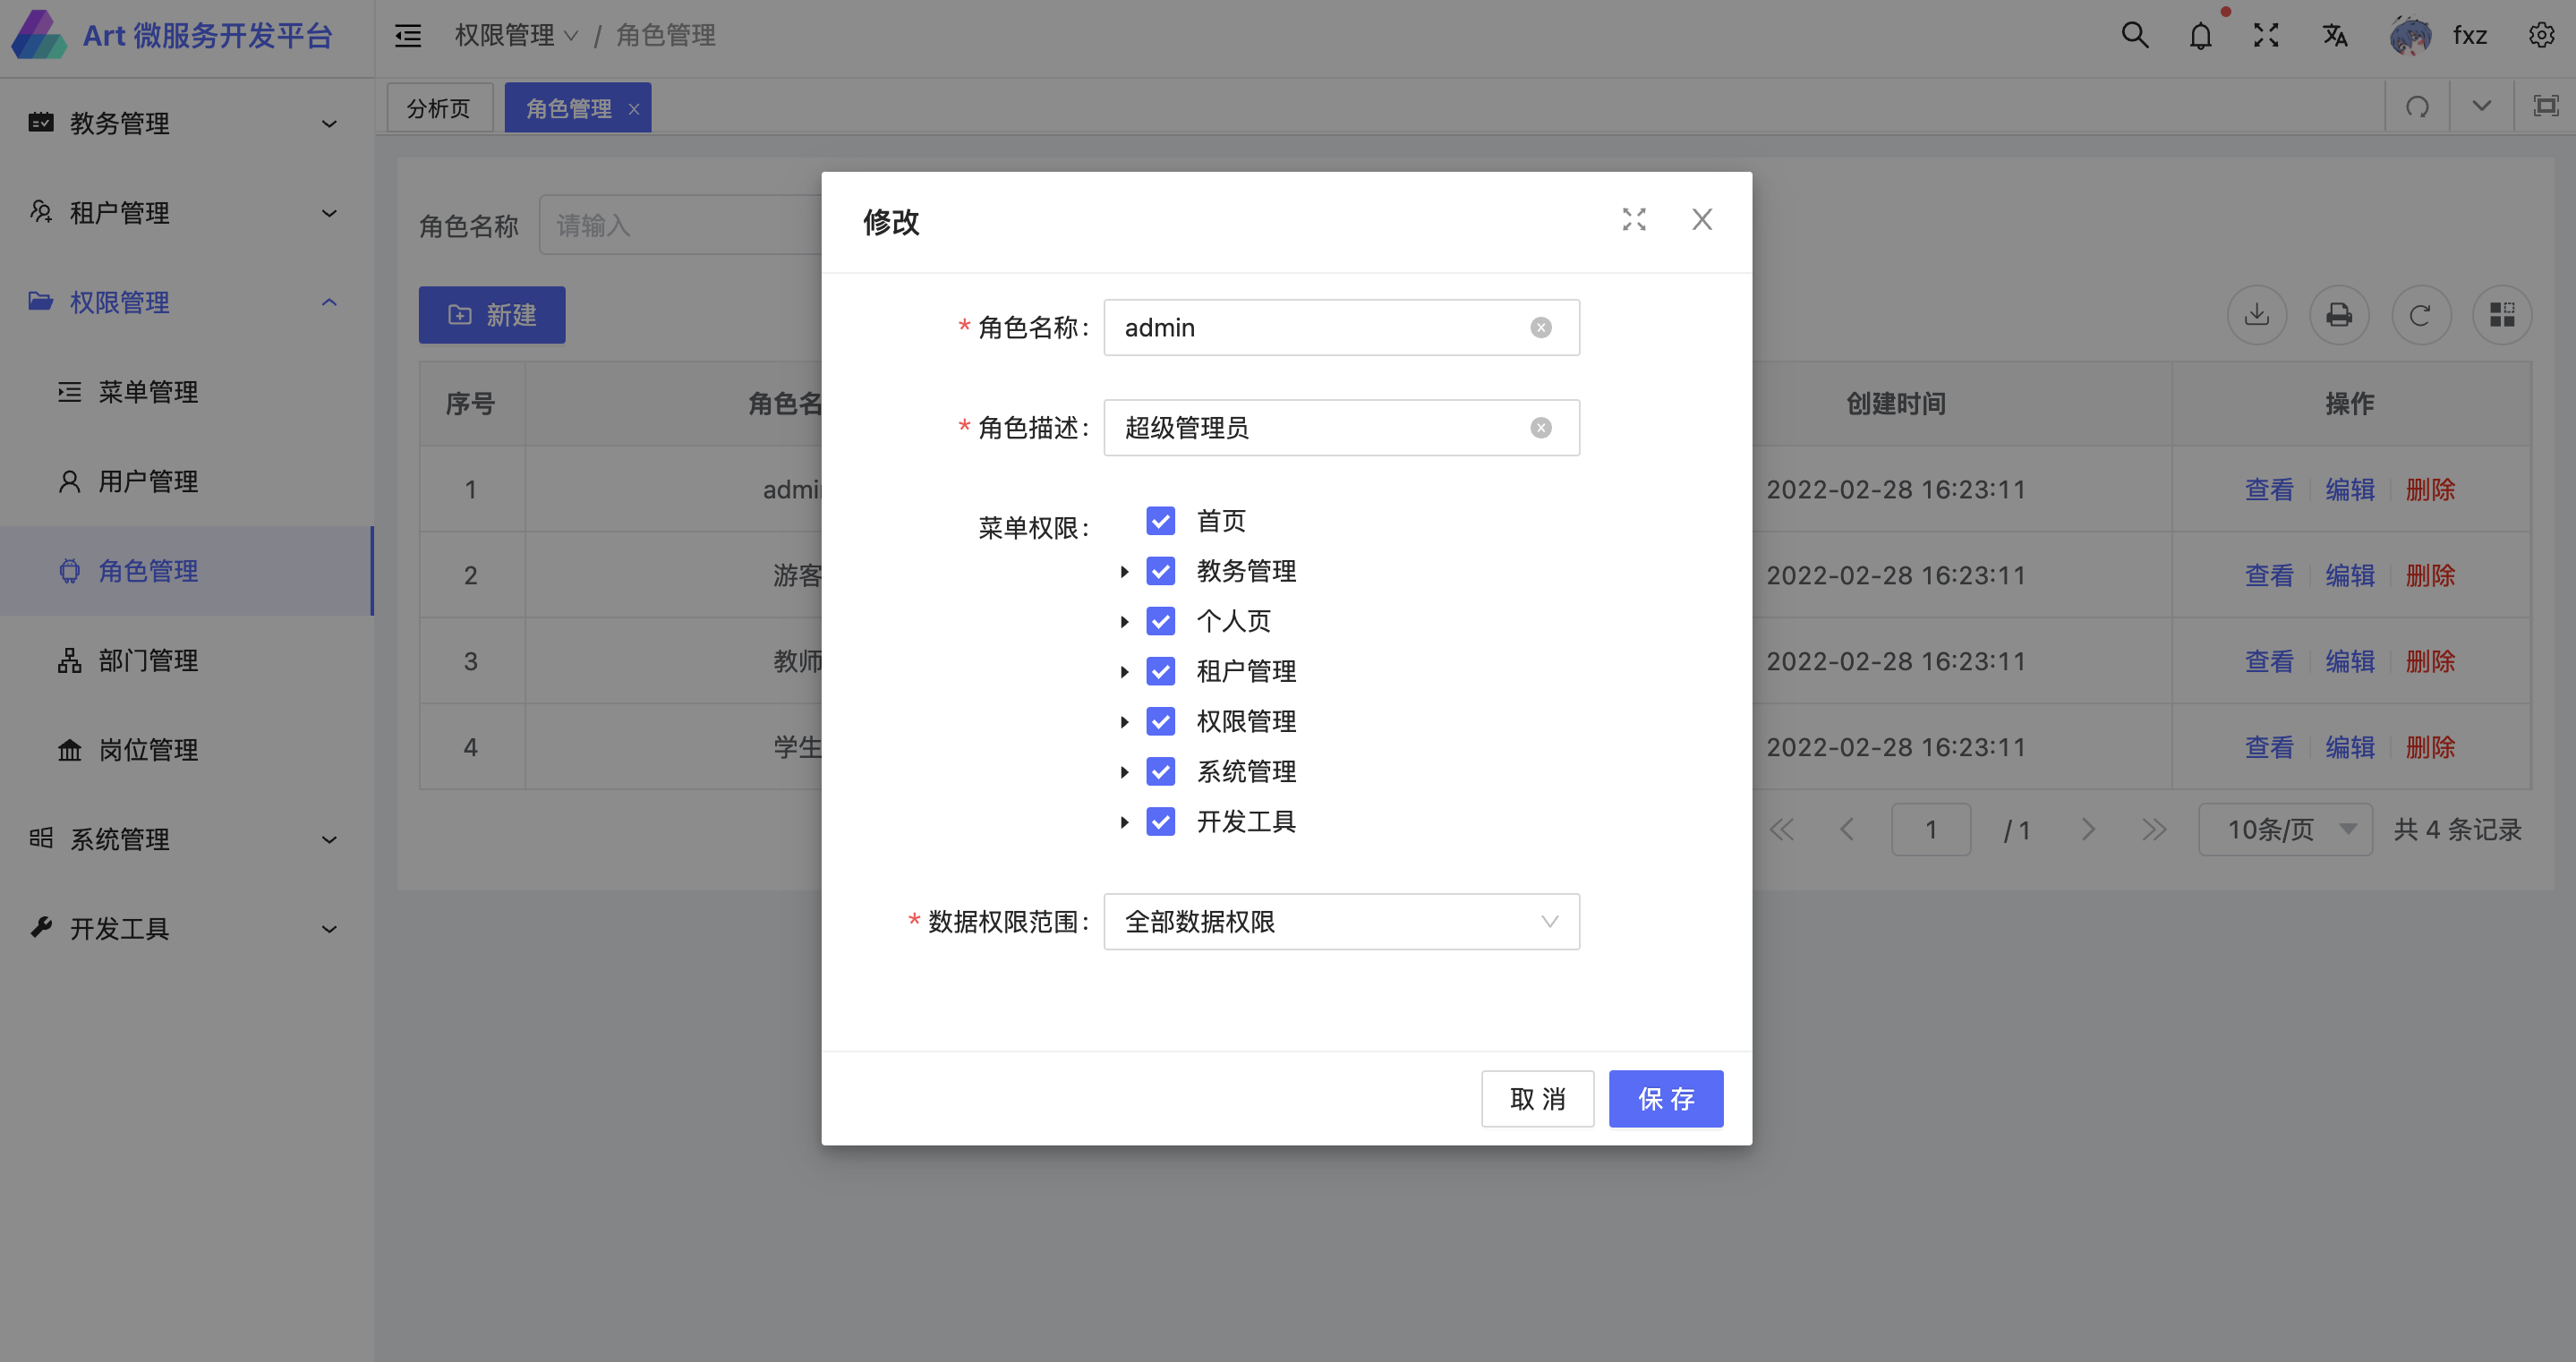 Art 微服务开发平台
权限管理 / 角色管理
fxz
分析页
角色管理
教务管理
租户管理
权限管理
菜单管理
用户管理
角色管理
部门管理
岗位管理
系统管理
开发工具
角色名称 请输入
新建
序号 角色名 创建时间 操作
1 admi 2022-02-28 16:23:11 查看 编辑 删除
2 游客 2022-02-28 16:23:11 查看 编辑 删除
3 教师 2022-02-28 16:23:11 查看 编辑 删除
4 学生 2022-02-28 16:23:11 查看 编辑 删除
1 / 1 10条/页 共 4 条记录
修改
* 角色名称: admin
* 角色描述: 超级管理员
菜单权限: 首页
教务管理
个人页
租户管理
权限管理
系统管理
开发工具
* 数据权限范围: 全部数据权限
取 消 保 存